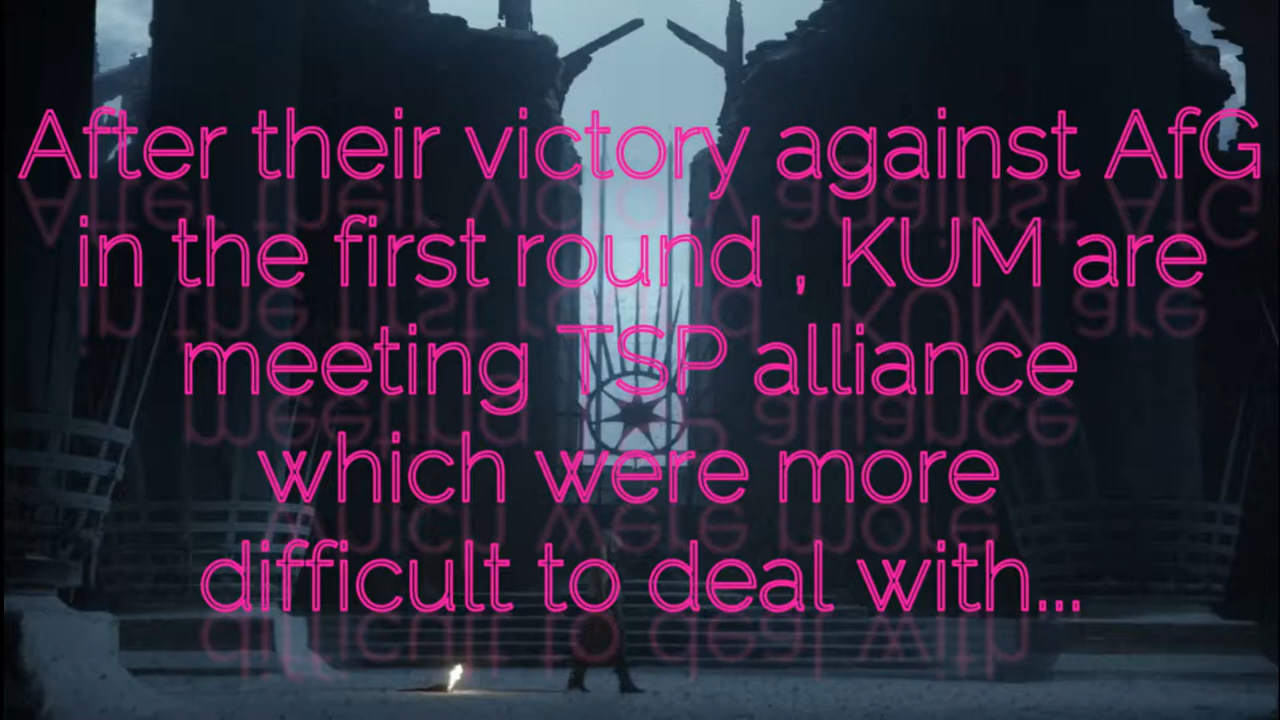 After their victory against AfG
in the first round , KUM are
meeting TSP alliance
which were more
difficult to deal with...